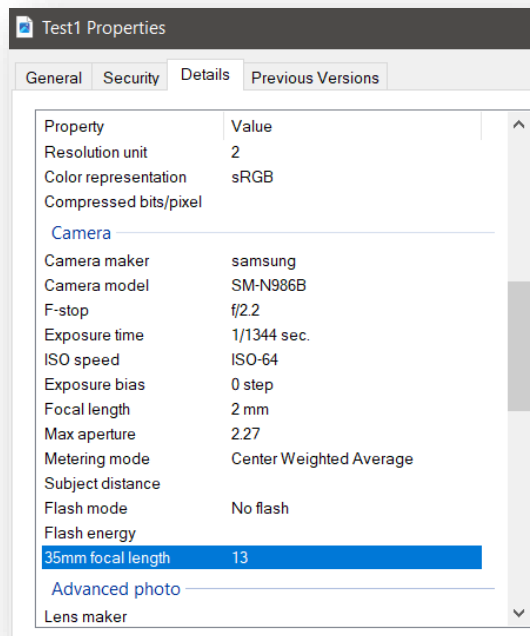 Test1 Properties
General Security Details Previous Versions
Property Value
Resolution unit 2
Color representation sRGB
Compressed bits/pixel
Camera
Camera maker samsung
Camera model SM-N986B
F-stop f/2.2
Exposure time 1/1344 sec.
ISO speed ISO-64
Exposure bias 0 step
Focal length 2 mm
Max aperture 2.27
Metering mode Center Weighted Average
Subject distance
Flash mode No flash
Flash energy
35mm focal length 13
Advanced photo
Lens maker